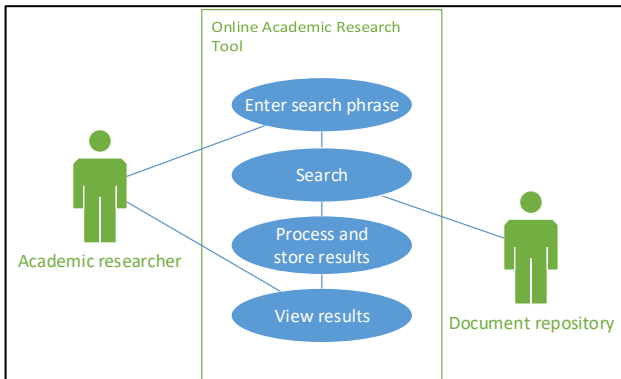 Online Academic Research
Tool
Enter search phrase
Search
Academic researcher
Process and
store results
View results
Document repository